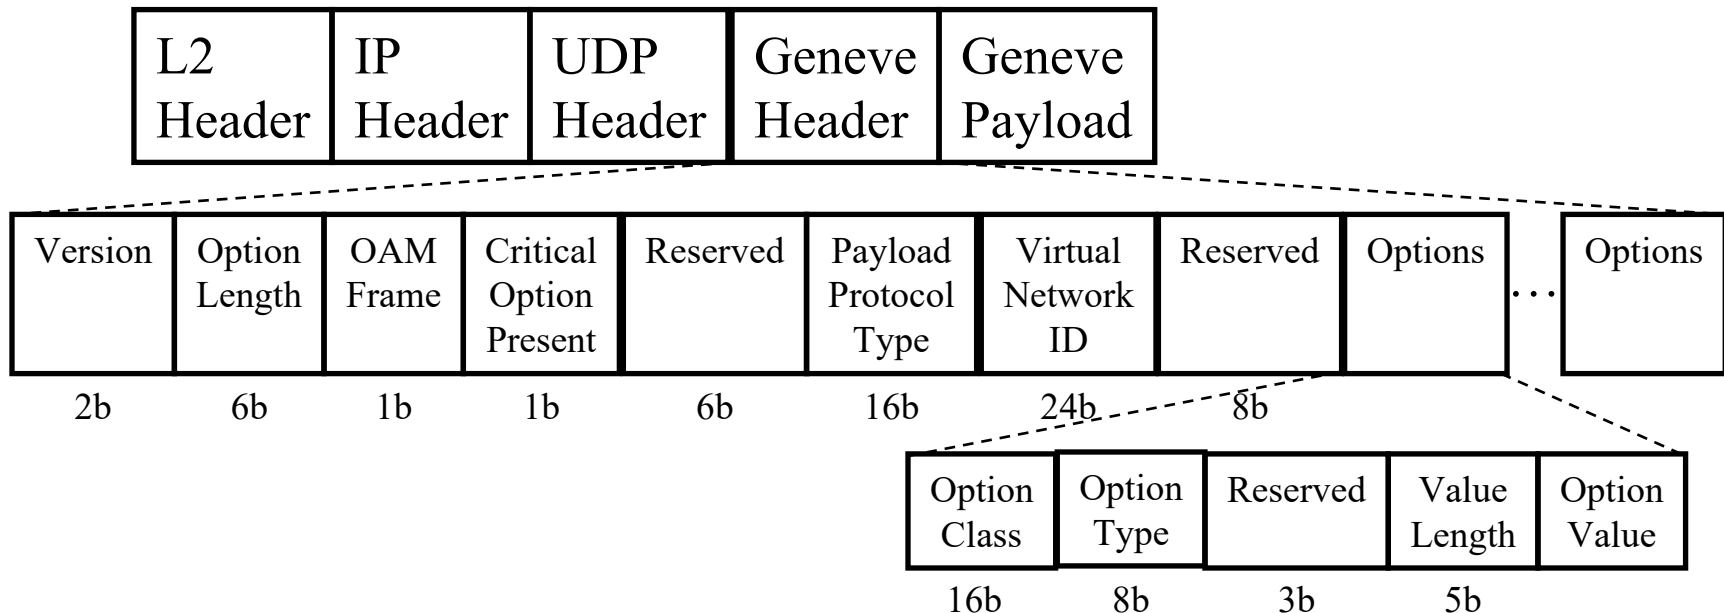 L2 Header
IP Header
UDP Header
Geneve Header
Geneve Payload
Version
Option Length
OAM Frame
Critical Option Present
Reserved
Payload Protocol Type
Virtual Network ID
Reserved
Options
...
Options
2b
6b
1b
1b
6b
16b
24b
8b
Option Class
Option Type
Reserved
Value Length
Option Value
16b
8b
3b
5b